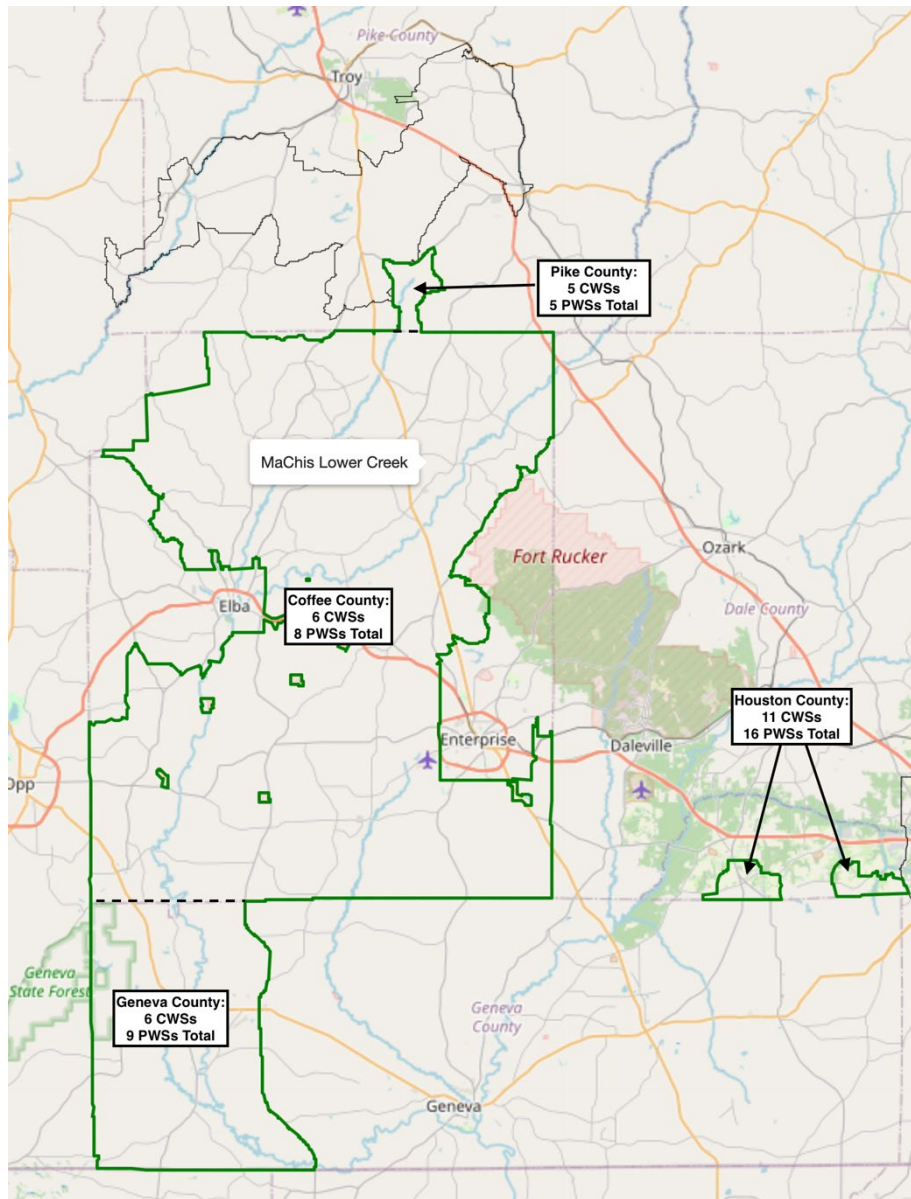 Pike County
Troy
Pike County:
5 CWSs
5 PWSs Total
MaChis Lower Creek
Fort Rucker
Ozark
Elba
Coffee County:
6 CWSs
8 PWSs Total
Dale County
Houston County:
11 CWSs
16 PWSs Total
Enterprise
Daleville
Opp
Geneva
State Forest
Geneva County:
6 CWSs
9 PWSs Total
Geneva
County
Geneva